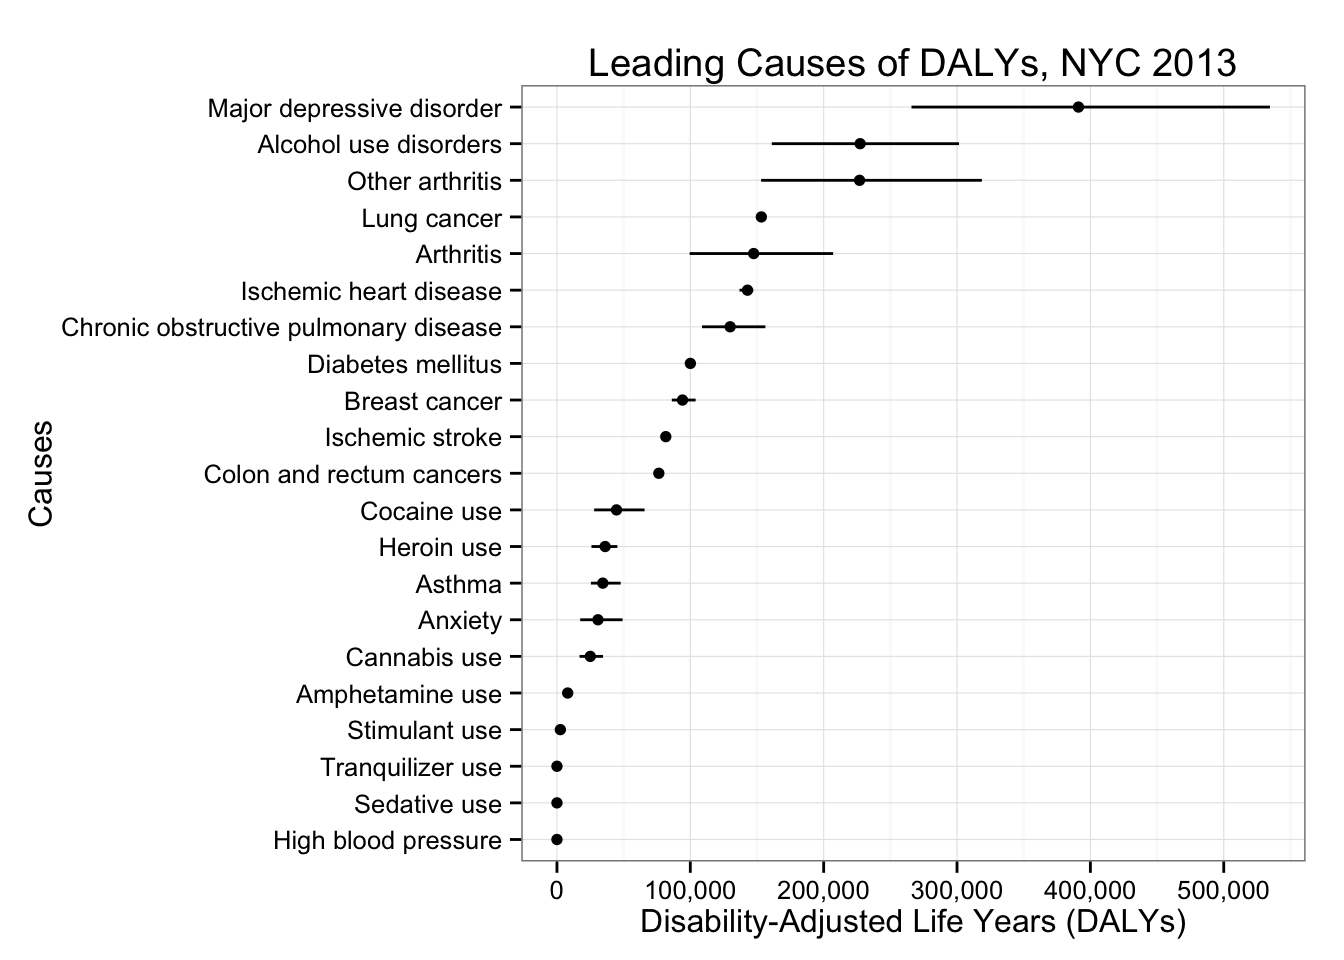 Leading Causes of DALYs, NYC 2013
Major depressive disorder
Alcohol use disorders
Other arthritis
Lung cancer
Arthritis
Ischemic heart disease
Chronic obstructive pulmonary disease
Diabetes mellitus
Breast cancer
Ischemic stroke
Colon and rectum cancers
Cocaine use
Heroin use
Asthma
Anxiety
Cannabis use
Amphetamine use
Stimulant use
Tranquilizer use
Sedative use
High blood pressure
Causes
0 100,000 200,000 300,000 400,000 500,000
Disability-Adjusted Life Years (DALYs)